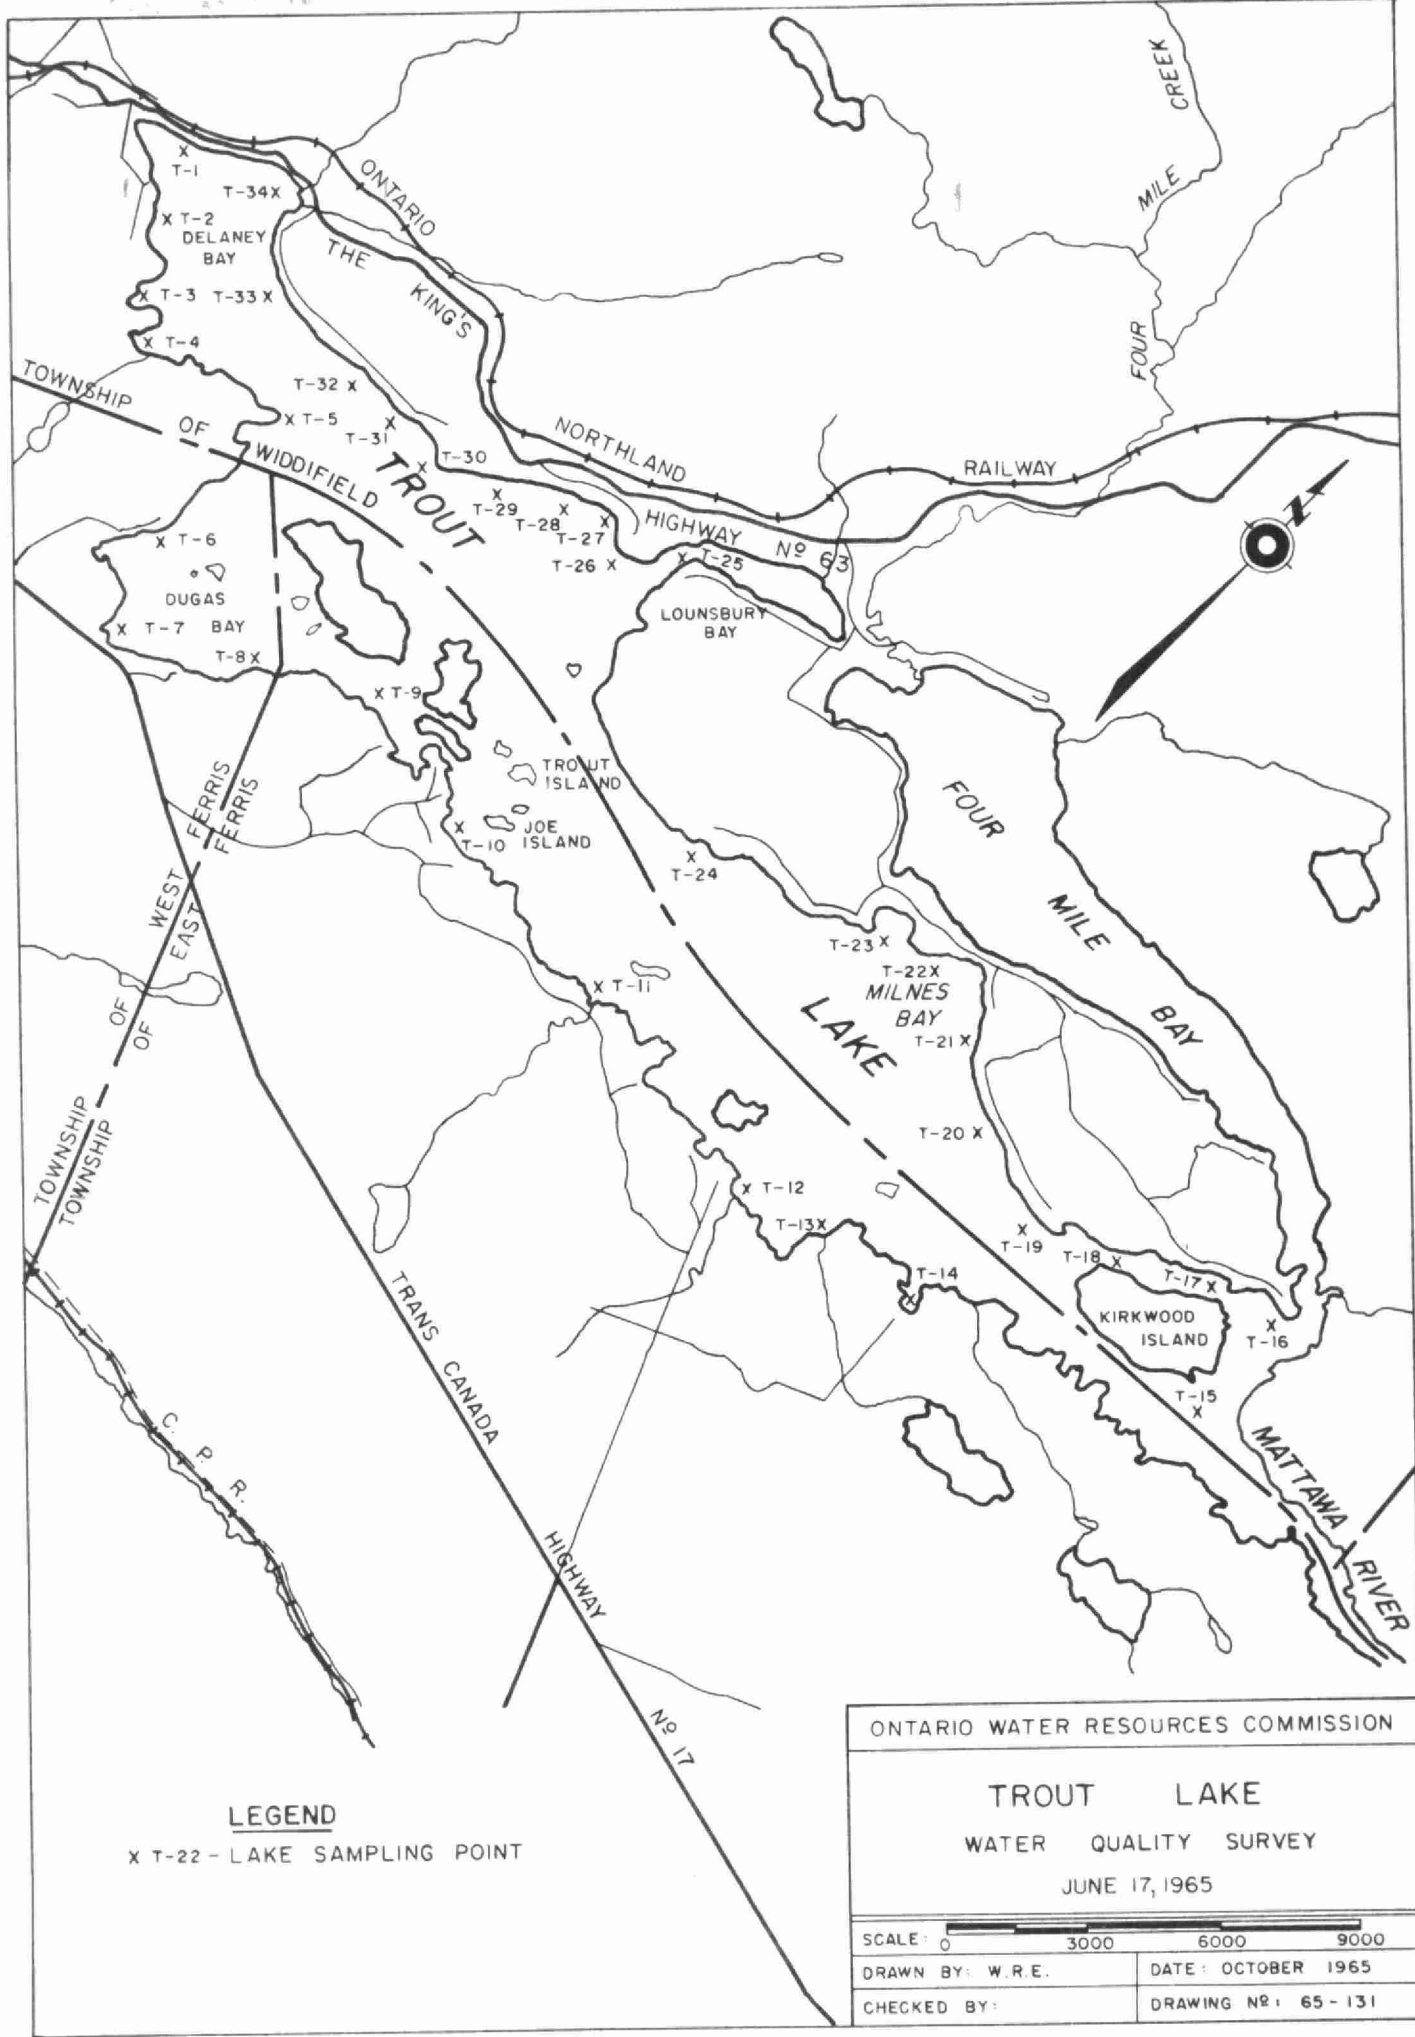 CREEK
MILE
FOUR
T-1
T-34X
X T-2
DELANEY
BAY
X T-3
T-33X
X T-4
ONTARIO
THE
KING'S
TOWNSHIP
OF
WIDDIFIELD
T-32 X
X T-5
X
T-31
X
T-30
TROUT
NORTHLAND
RAILWAY
X
T-29
X
T-28
X
T-27
HIGHWAY
Nº 63
T-26 X
X T-25
LOUNSBURY
BAY
N
X T-6
DUGAS
BAY
X T-7
T-8X
X T-9
TROUT
ISLAND
JOE
ISLAND
X
T-10
X
T-24
FOUR
MILE
BAY
WEST FERRIS
EAST FERRIS
OF
OF
TOWNSHIP
TOWNSHIP
T-23 X
T-22X
MILNES
BAY
T-21 X
X T-11
LAKE
T-20 X
X T-12
T-13X
X
T-19
T-18 X
T-17 X
T-14
X
KIRKWOOD
ISLAND
X
T-16
T-15
X
MATTAWA
RIVER
TRANS
CANADA
HIGHWAY
Nº 17
C. P. R.
LEGEND
X T-22 - LAKE SAMPLING POINT
ONTARIO WATER RESOURCES COMMISSION
TROUT LAKE
WATER QUALITY SURVEY
JUNE 17, 1965
SCALE: 0 3000 6000 9000
DRAWN BY: W.R.E.
DATE: OCTOBER 1965
CHECKED BY:
DRAWING Nº: 65-131